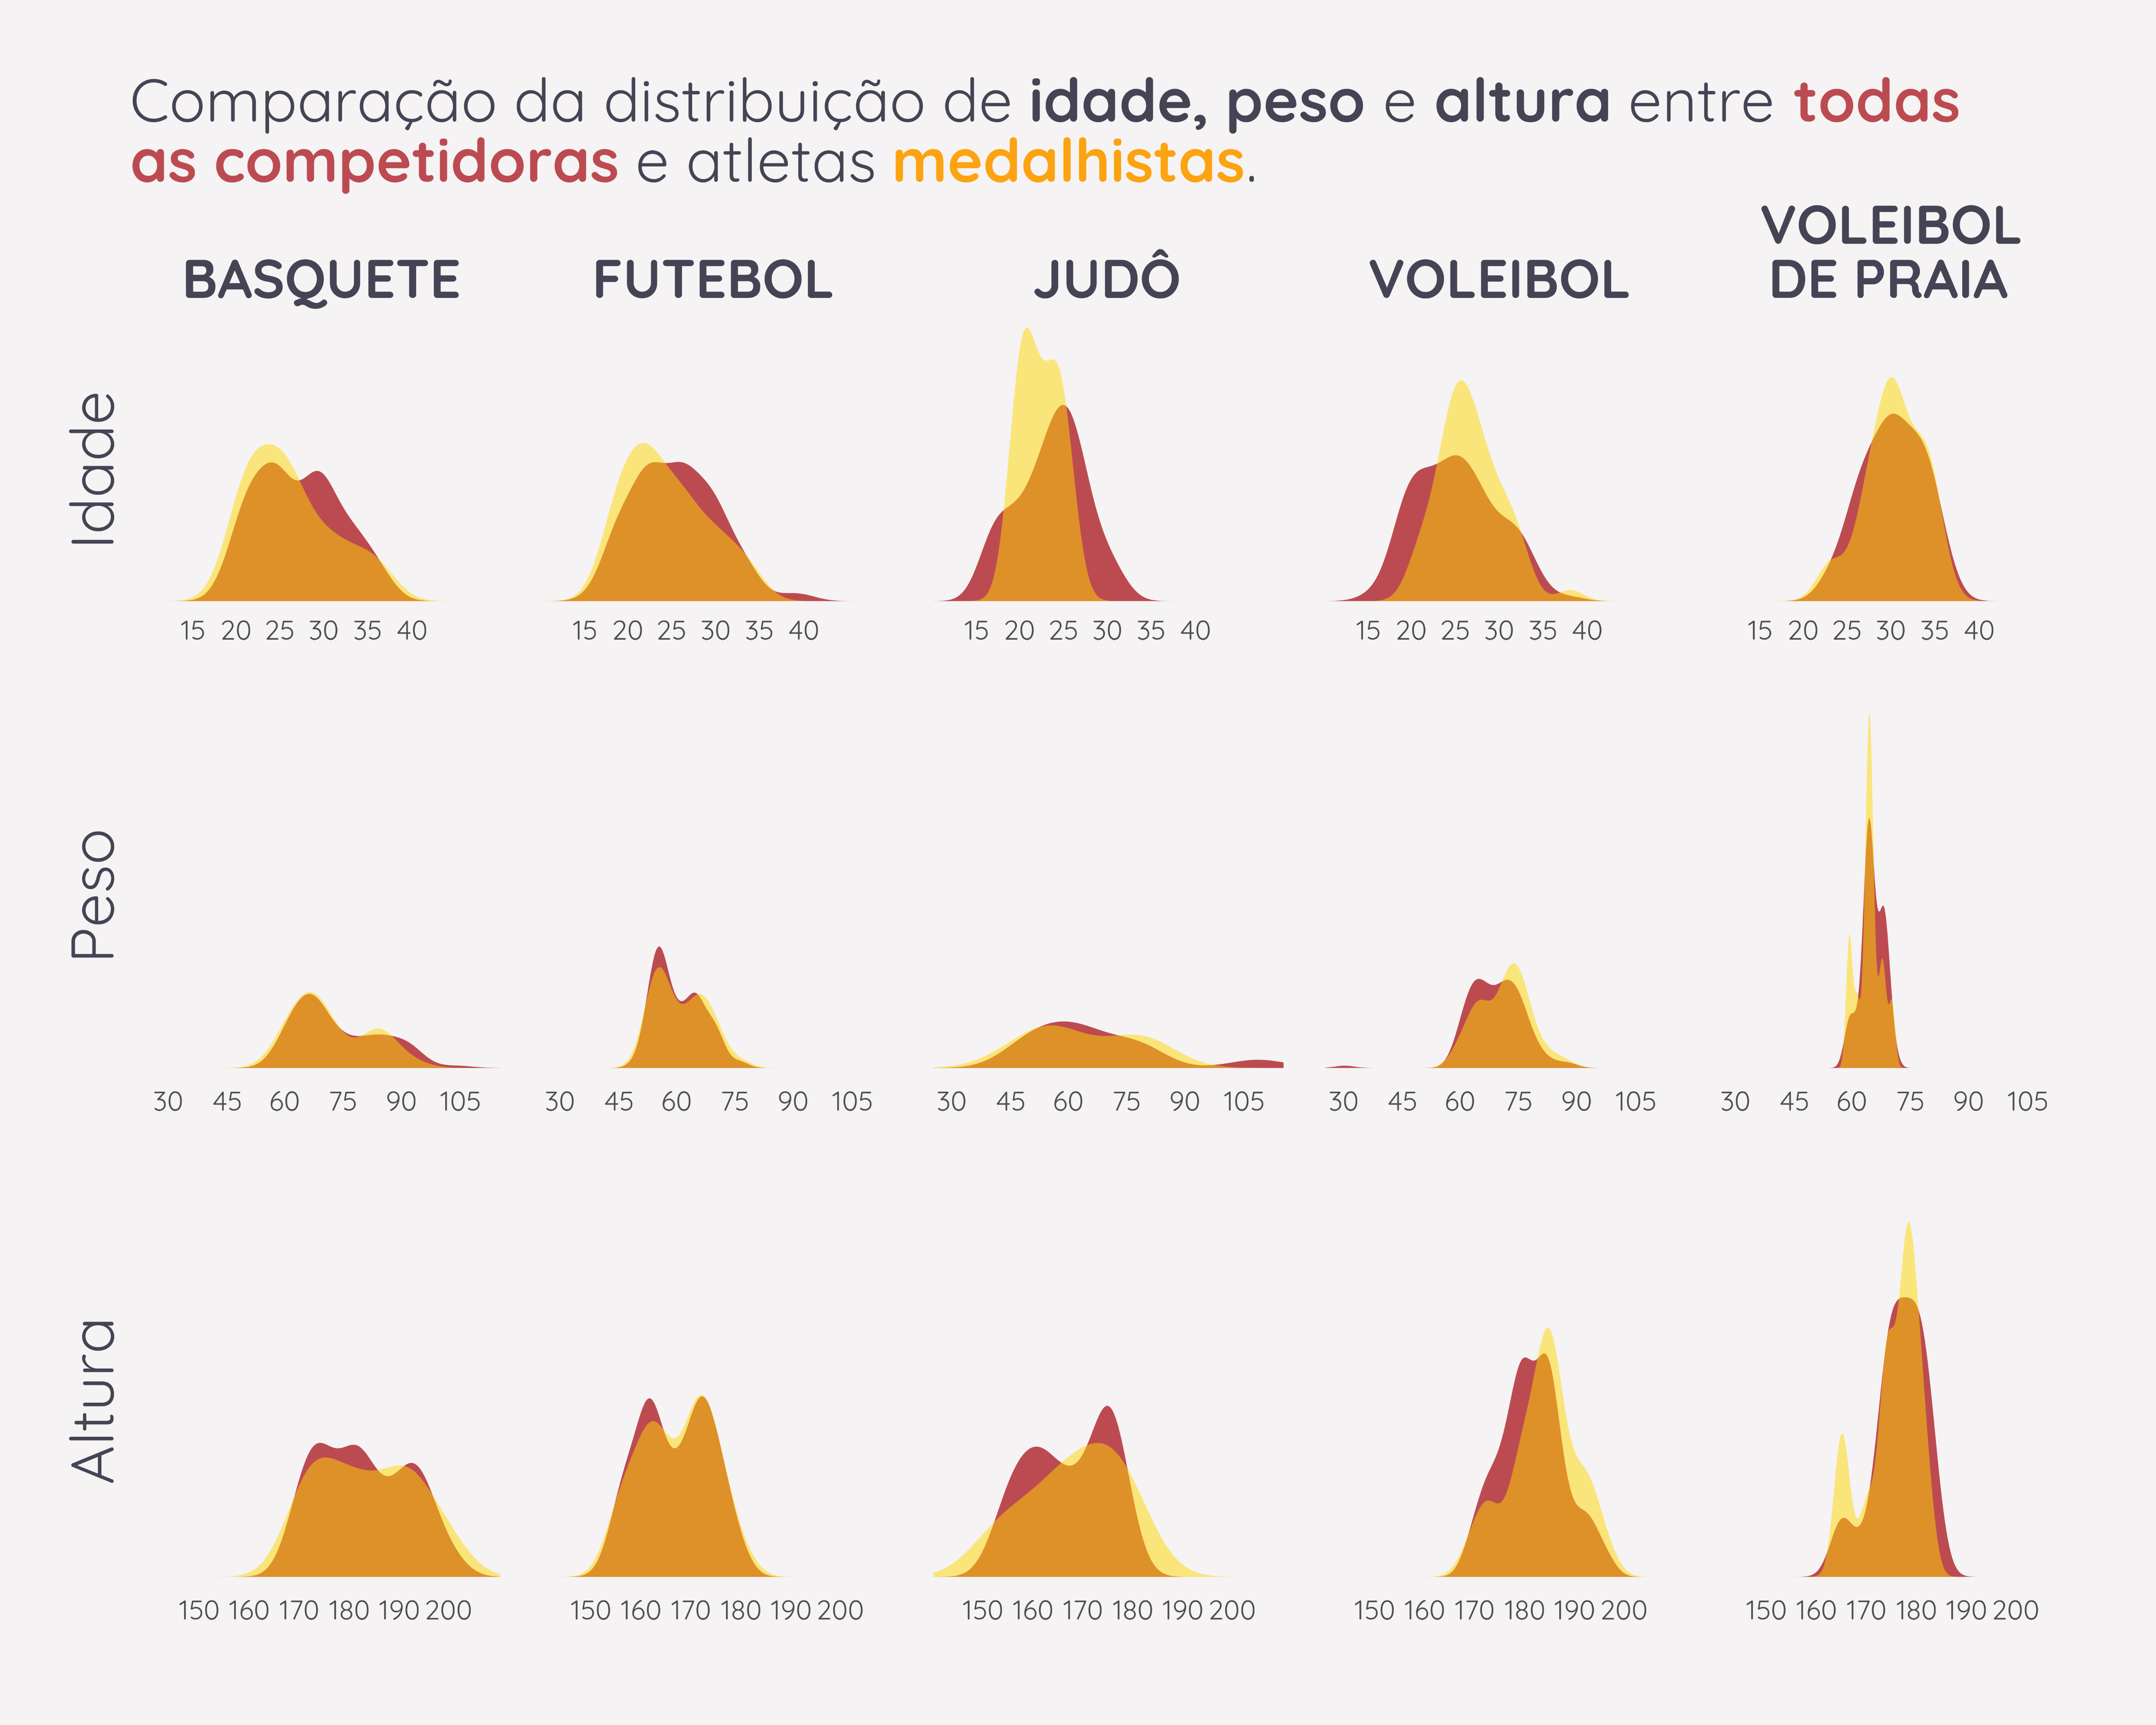 Comparação da distribuição de idade, peso e altura entre todas
as competidoras e atletas medalhistas.
BASQUETE
FUTEBOL
JUDÔ
VOLEIBOL
VOLEIBOL
DE PRAIA
Idade
15 20 25 30 35 40
15 20 25 30 35 40
15 20 25 30 35 40
15 20 25 30 35 40
15 20 25 30 35 40
Peso
30 45 60 75 90 105
30 45 60 75 90 105
30 45 60 75 90 105
30 45 60 75 90 105
30 45 60 75 90 105
Altura
150 160 170 180 190 200
150 160 170 180 190 200
150 160 170 180 190 200
150 160 170 180 190 200
150 160 170 180 190 200